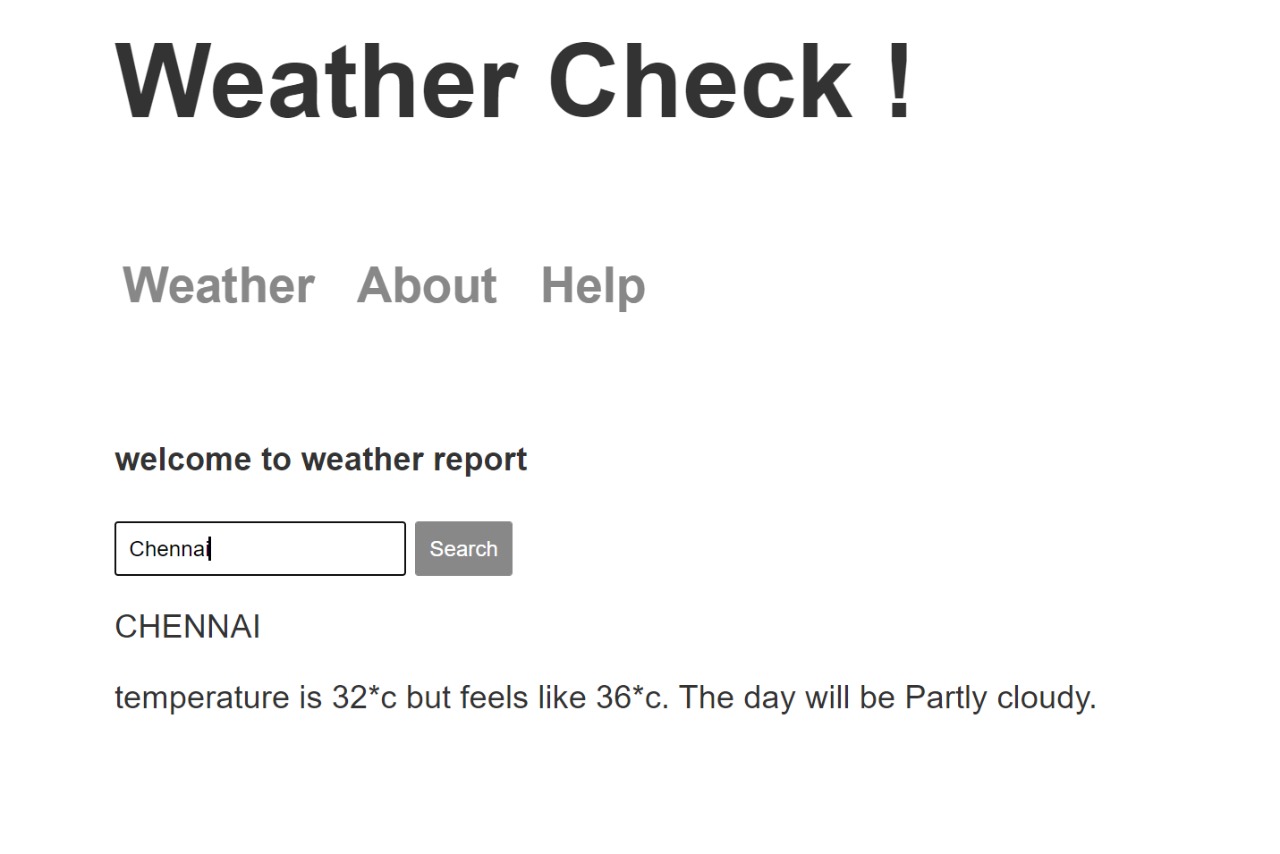 Weather Check !
Weather About Help
welcome to weather report
Chennai Search
CHENNAI
temperature is 32*c but feels like 36*c. The day will be Partly cloudy.